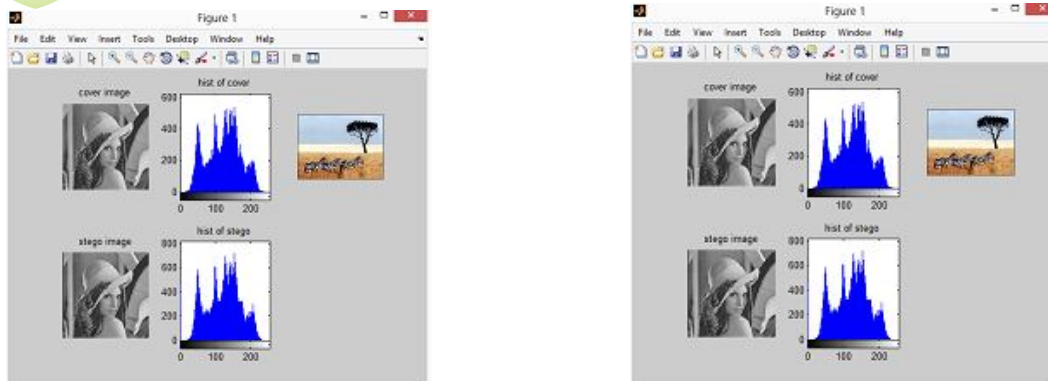 Figure 1
File Edit View Insert Tools Desktop Window Help
cover image
hist of cover
600
400
200
0
0 100 200
stego image
hist of stego
800
600
400
200
0
0 100 200
Figure 1
File Edit View Insert Tools Desktop Window Help
cover image
hist of cover
600
400
200
0
0 100 200
stego image
hist of stego
800
600
400
200
0
0 100 200